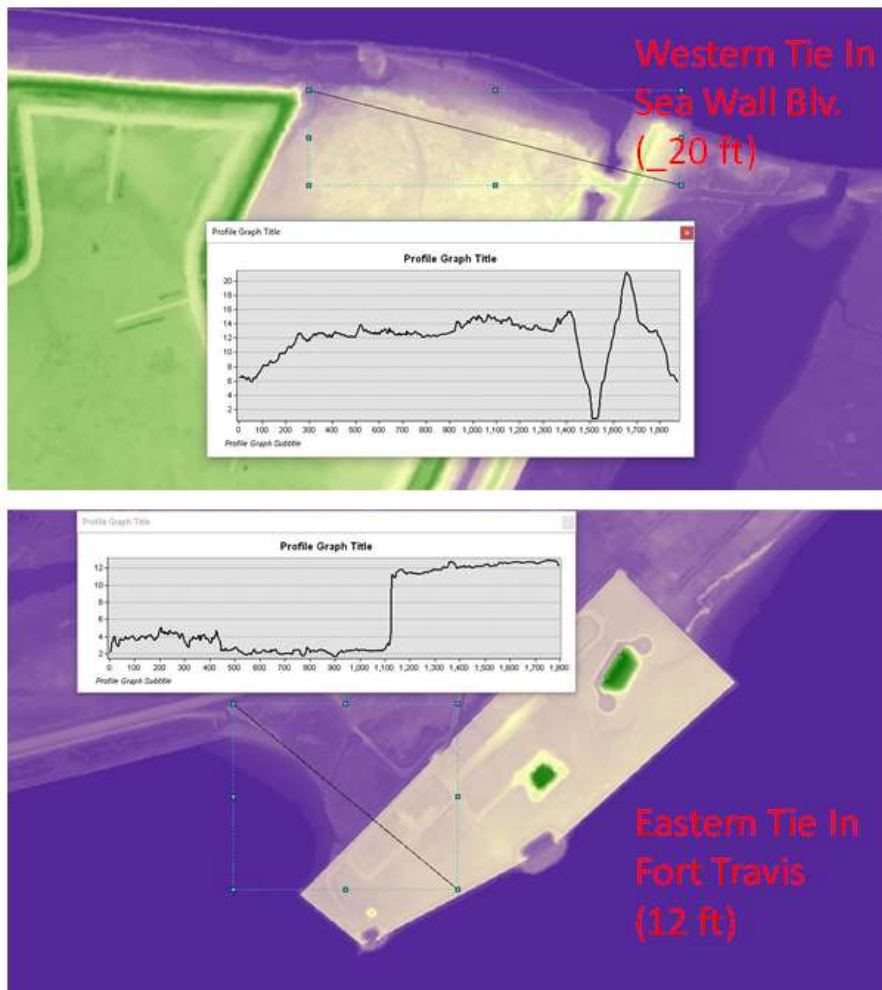 Western Tie In
Sea Wall Blv.
(_20 ft)
Profile Graph Title
Profile Graph Title
20
18
16
14
12
10
8
6
4
2
0 100 200 300 400 500 600 700 800 900 1,000 1,100 1,200 1,300 1,400 1,500 1,600 1,700 1,800
Profile Graph Subtitle
Profile Graph Title
Profile Graph Title
12
10
8
6
4
2
0 100 200 300 400 500 600 700 800 900 1,000 1,100 1,200 1,300 1,400 1,500 1,600 1,700 1,800
Profile Graph Subtitle
Eastern Tie In
Fort Travis
(12 ft)